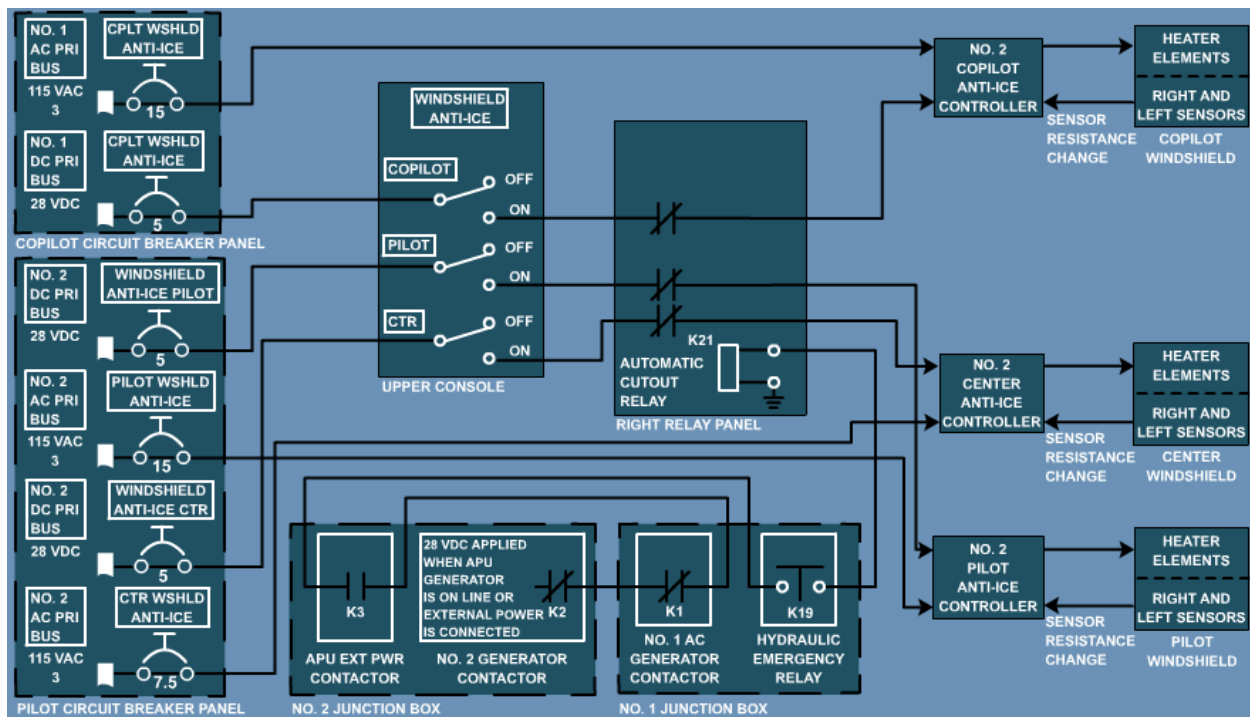 NO. 1
AC PRI
BUS
115 VAC
3
CPLT WSHLD
ANTI-ICE
15
NO. 1
DC PRI
BUS
28 VDC
CPLT WSHLD
ANTI-ICE
5
COPILOT CIRCUIT BREAKER PANEL
NO. 2
DC PRI
BUS
28 VDC
WINDSHIELD
ANTI-ICE PILOT
5
NO. 2
AC PRI
BUS
115 VAC
3
PILOT WSHLD
ANTI-ICE
15
NO. 2
DC PRI
BUS
28 VDC
WINDSHIELD
ANTI-ICE CTR
5
NO. 2
AC PRI
BUS
115 VAC
3
CTR WSHLD
ANTI-ICE
7.5
PILOT CIRCUIT BREAKER PANEL
WINDSHIELD
ANTI-ICE
COPILOT
OFF
ON
PILOT
OFF
ON
CTR
OFF
ON
UPPER CONSOLE
K21
AUTOMATIC
CUTOUT
RELAY
RIGHT RELAY PANEL
K3
APU EXT PWR
CONTACTOR
28 VDC APPLIED
WHEN APU
GENERATOR
IS ON LINE OR
EXTERNAL POWER
IS CONNECTED
K2
NO. 2 GENERATOR
CONTACTOR
NO. 2 JUNCTION BOX
K1
NO. 1 AC
GENERATOR
CONTACTOR
K19
HYDRAULIC
EMERGENCY
RELAY
NO. 1 JUNCTION BOX
NO. 2
COPILOT
ANTI-ICE
CONTROLLER
HEATER
ELEMENTS
RIGHT AND
LEFT SENSORS
SENSOR
RESISTANCE
CHANGE
COPILOT
WINDSHIELD
NO. 2
CENTER
ANTI-ICE
CONTROLLER
HEATER
ELEMENTS
RIGHT AND
LEFT SENSORS
SENSOR
RESISTANCE
CHANGE
CENTER
WINDSHIELD
NO. 2
PILOT
ANTI-ICE
CONTROLLER
HEATER
ELEMENTS
RIGHT AND
LEFT SENSORS
SENSOR
RESISTANCE
CHANGE
PILOT
WINDSHIELD